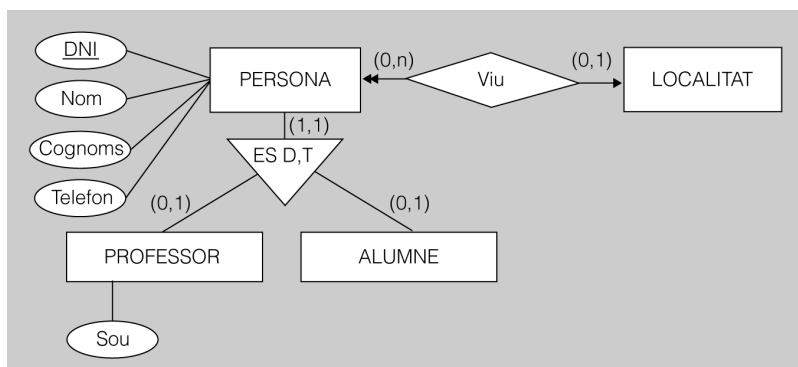 DNI
Nom
Cognoms
Telefon
PERSONA
(0,n)
Viu
(0,1)
LOCALITAT
(1,1)
ES D,T
(0,1)
(0,1)
PROFESSOR
ALUMNE
Sou